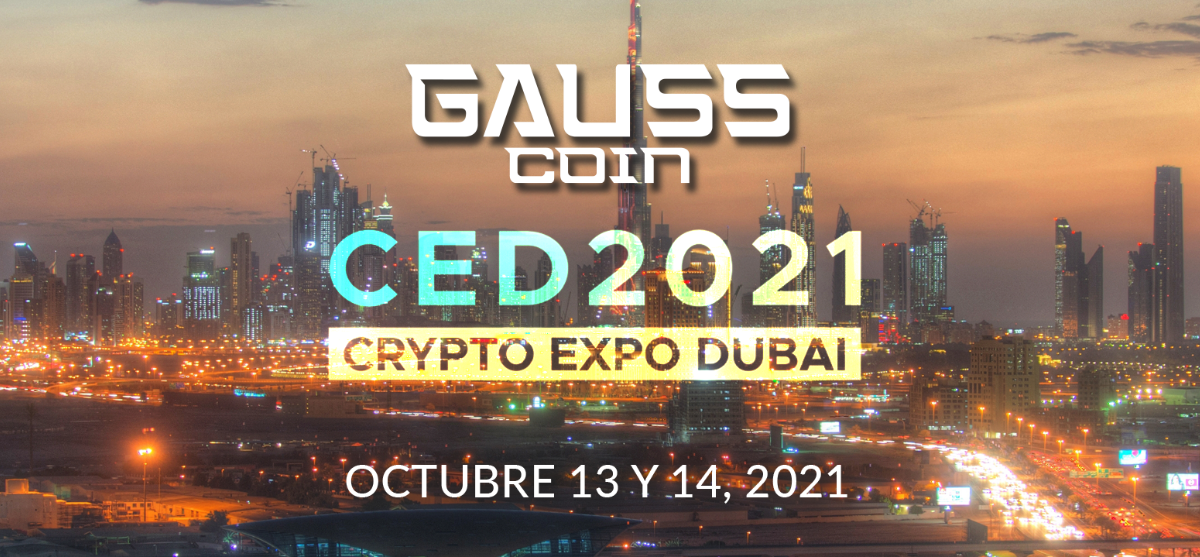 GAUSS
COIN
CED2021
CRYPTO EXPO DUBAI
OCTUBRE 13 Y 14, 2021